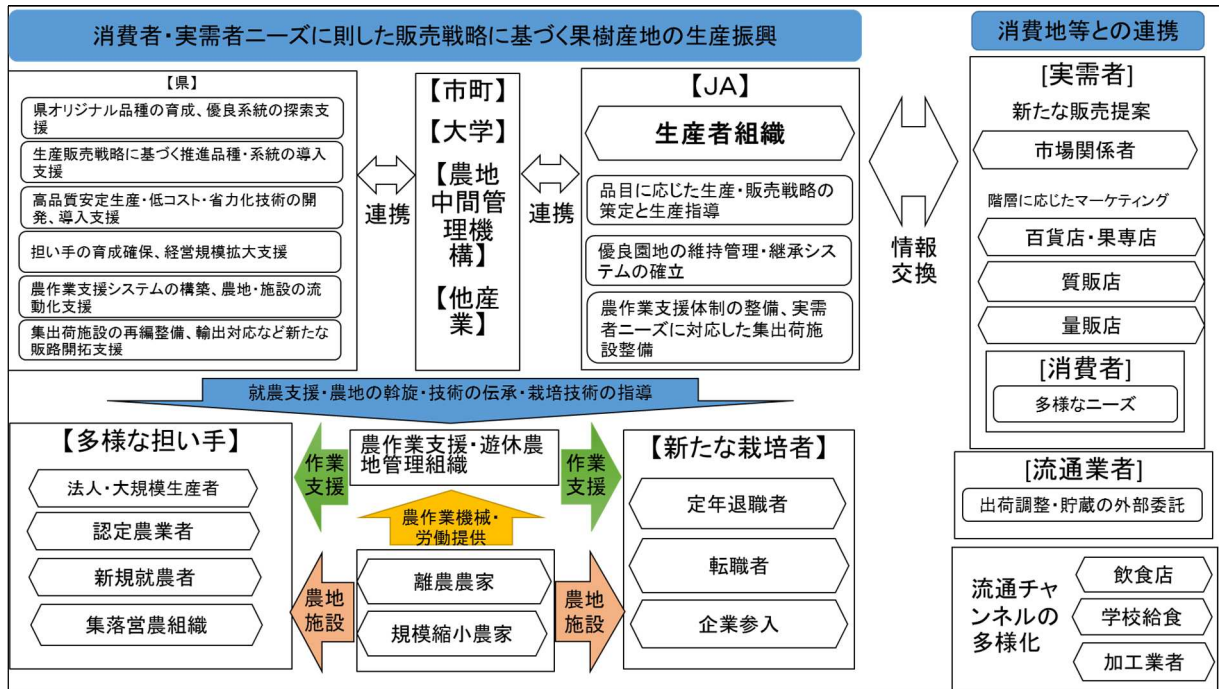 消費者・実需者ニーズに則した販売戦略に基づく果樹産地の生産振興
【県】
県オリジナル品種の育成、優良系統の探索支
援
生産販売戦略に基づく推進品種・系統の導入
支援
高品質安定生産・低コスト・省力化技術の開
発、導入支援
担い手の育成確保、経営規模拡大支援
農作業支援システムの構築、農地・施設の流
動化支援
集出荷施設の再編整備、輸出対応など新たな
販路開拓支援
連携
【市町】
【大学】
【農地
中間管
理機
構】
【他産
業】
連携
【JA】
生産者組織
品目に応じた生産・販売戦略の
策定と生産指導
優良園地の維持管理・継承シス
テムの確立
農作業支援体制の整備、実需
者ニーズに対応した集出荷施
設整備
情報
交換
消費地等との連携
[実需者]
新たな販売提案
市場関係者
階層に応じたマーケティング
百貨店・果専店
質販店
量販店
[消費者]
多様なニーズ
[流通業者]
出荷調整・貯蔵の外部委託
流通チャ
ンネルの
多様化
飲食店
学校給食
加工業者
就農支援・農地の斡旋・技術の伝承・栽培技術の指導
【多様な担い手】
法人・大規模生産者
認定農業者
新規就農者
集落営農組織
作業
支援
農作業支援・遊休農
地管理組織
作業
支援
農作業機械・
労働提供
農地
施設
離農農家
規模縮小農家
農地
施設
【新たな栽培者】
定年退職者
転職者
企業参入